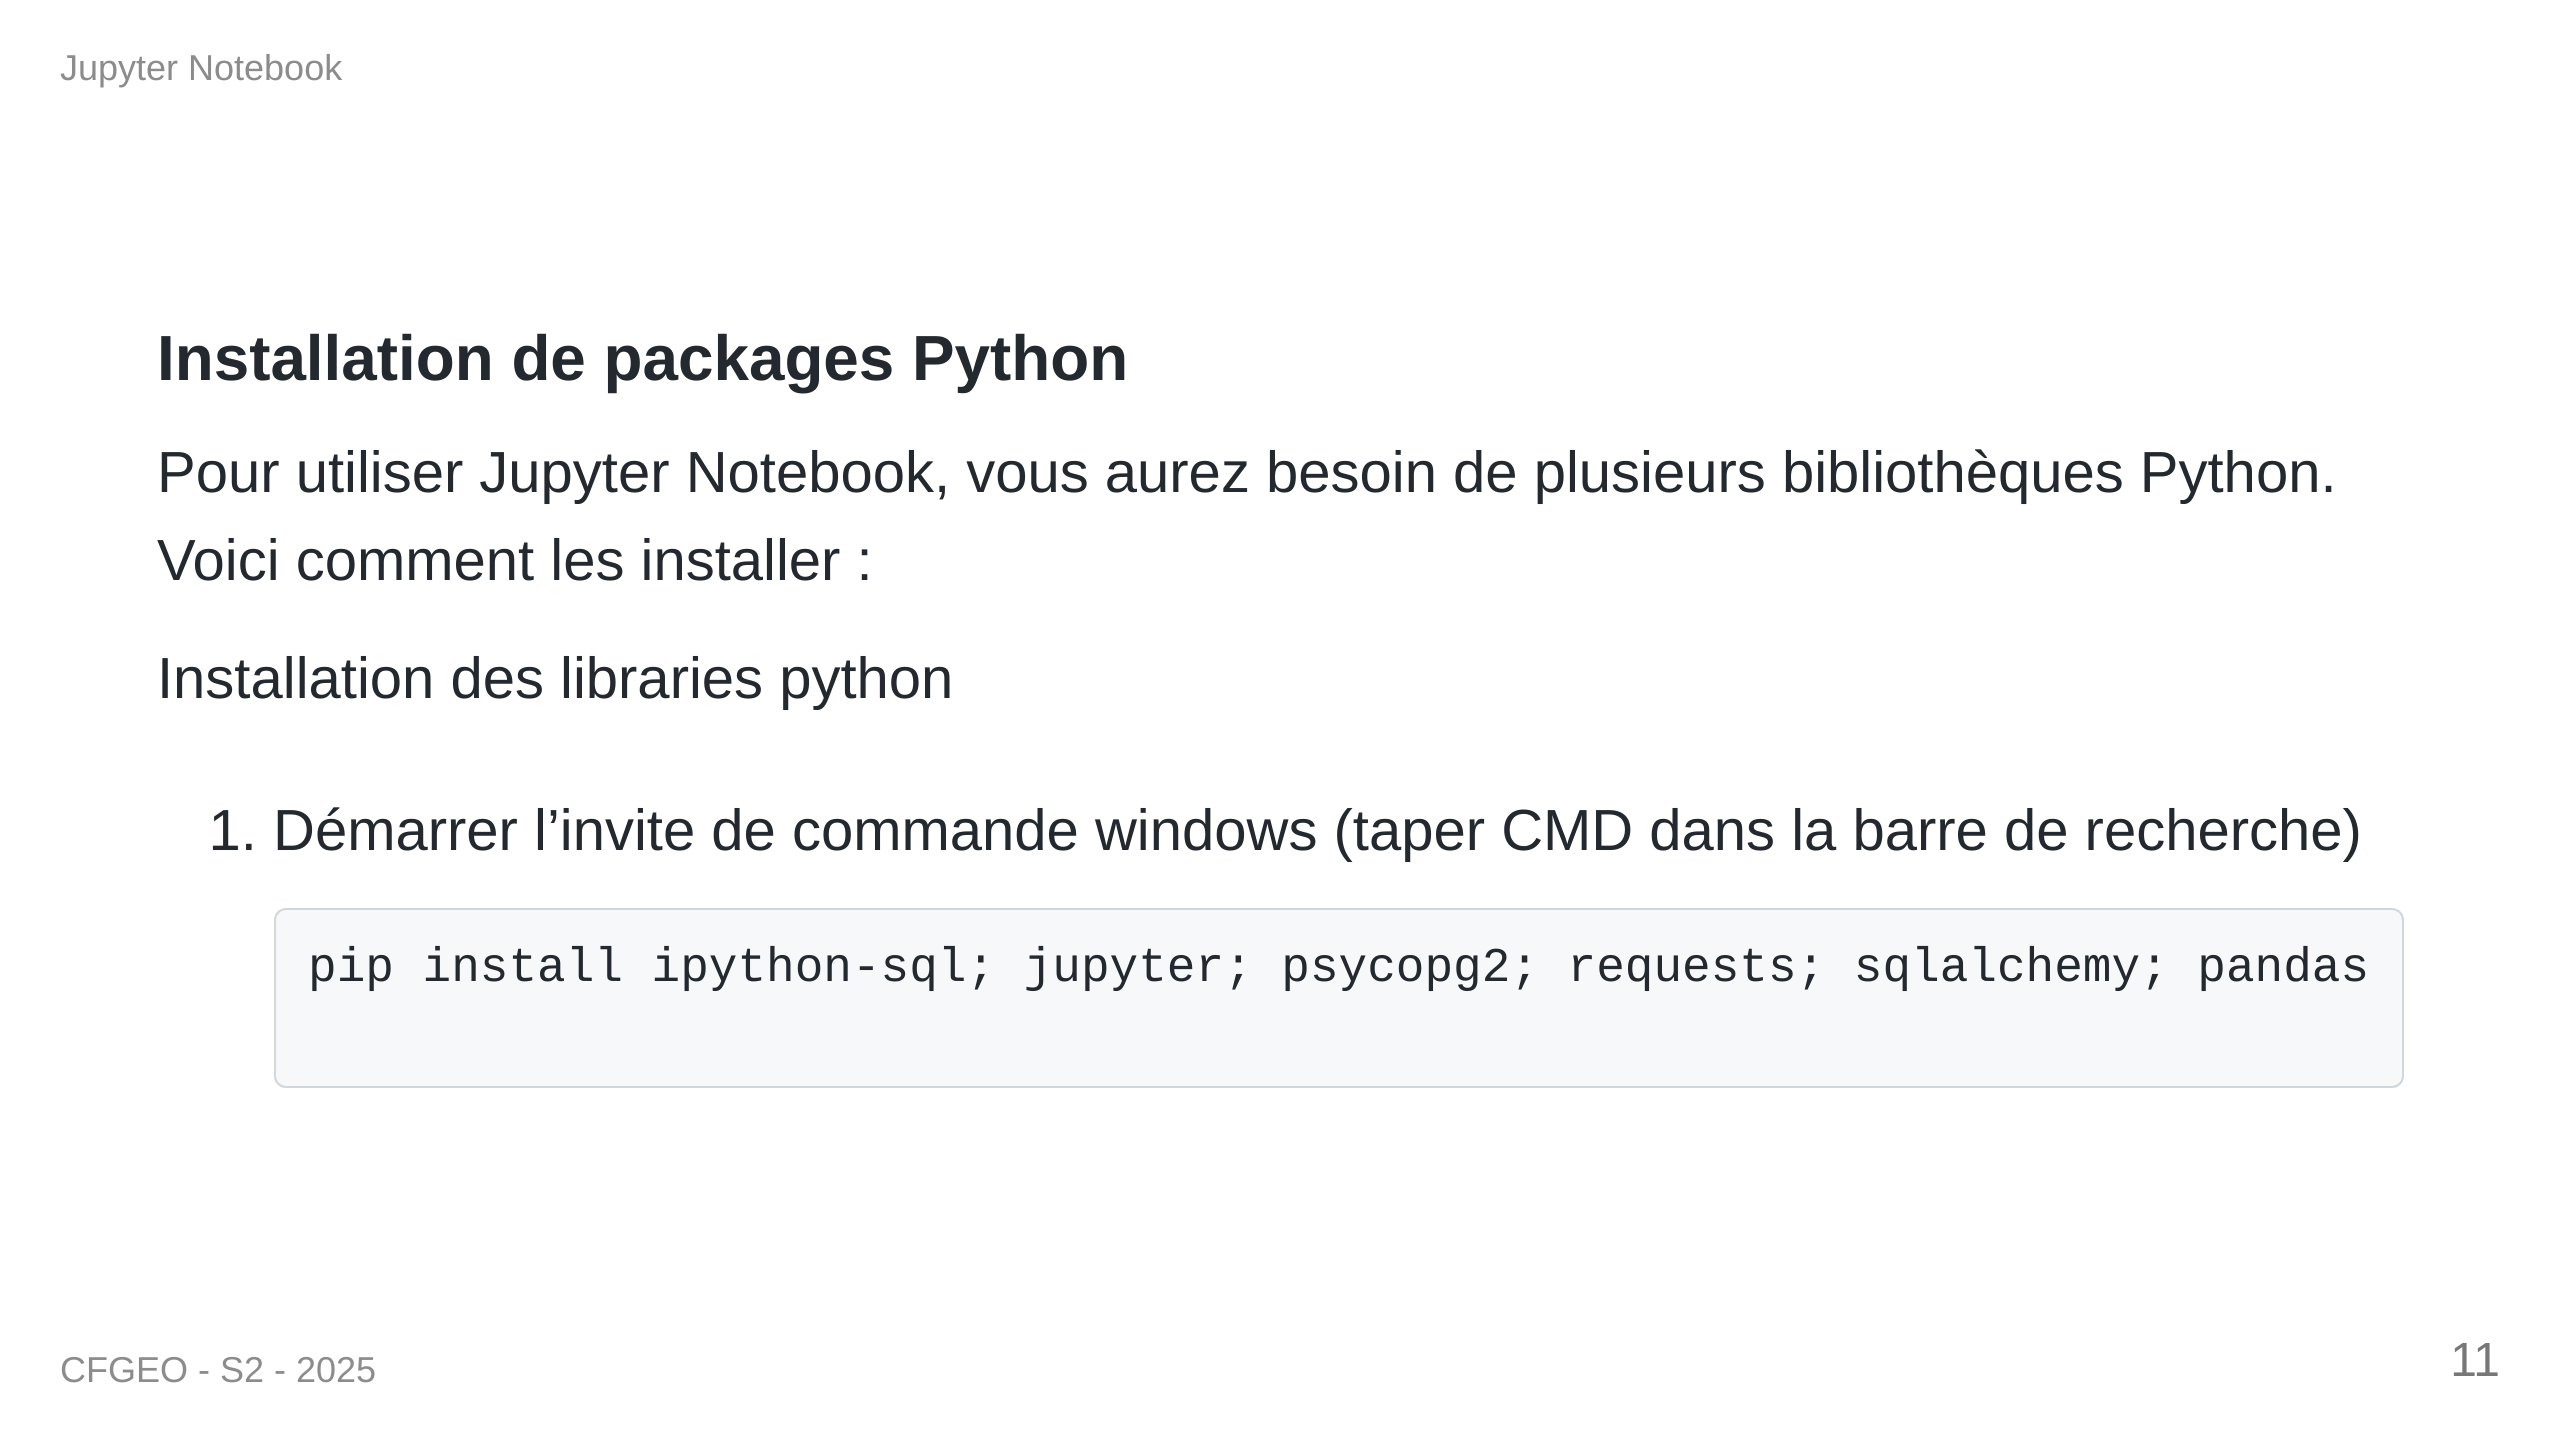 Jupyter Notebook
Installation de packages Python
Pour utiliser Jupyter Notebook, vous aurez besoin de plusieurs bibliothèques Python.
Voici comment les installer :
Installation des libraries python
1. Démarrer l’invite de commande windows (taper CMD dans la barre de recherche)
pip install ipython-sql; jupyter; psycopg2; requests; sqlalchemy; pandas
CFGEO - S2 - 2025
11